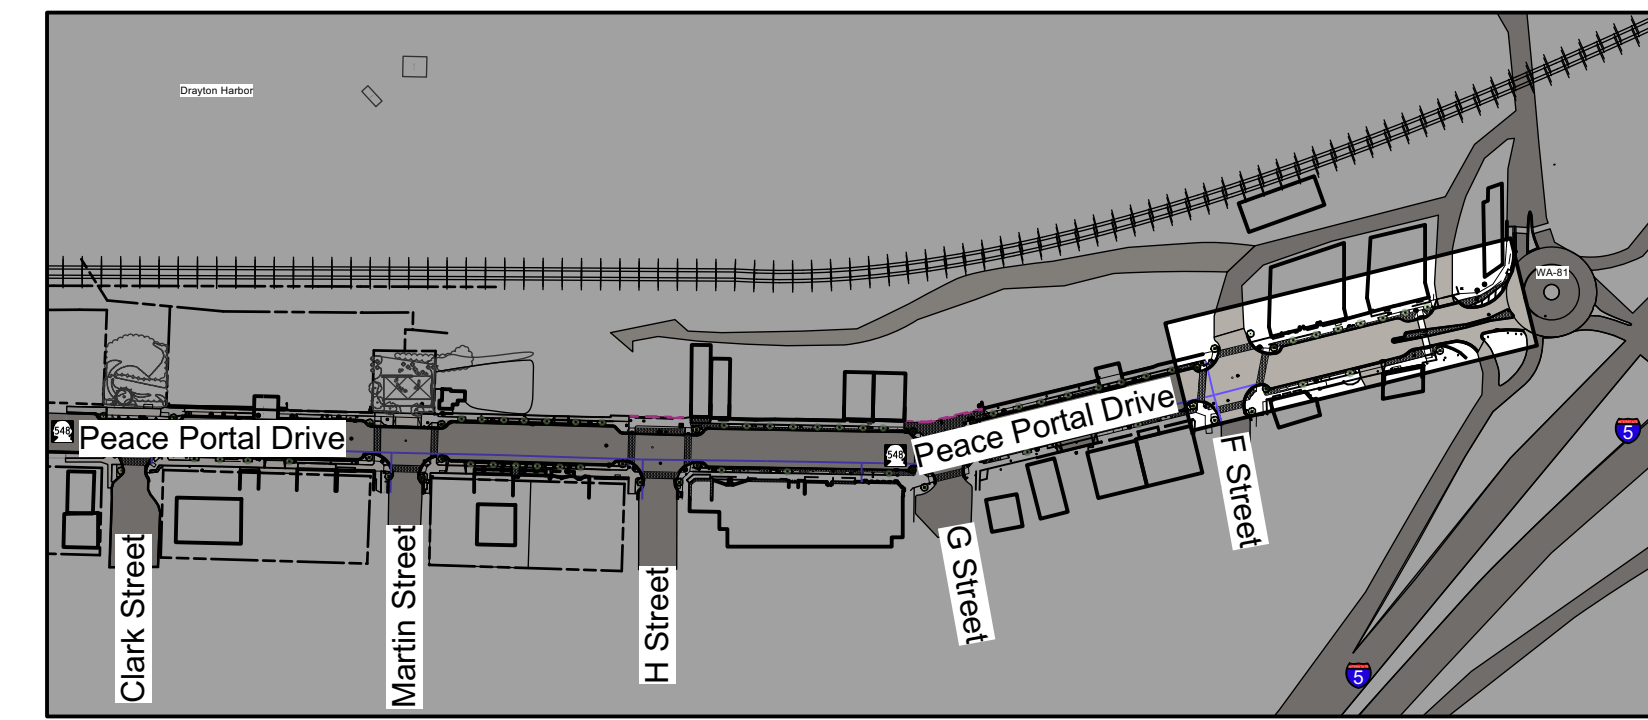 Drayton Harbor
WA-81
548
Peace Portal Drive
548
Peace Portal Drive
5
F Street
G Street
Clark Street
Martin Street
H Street
5